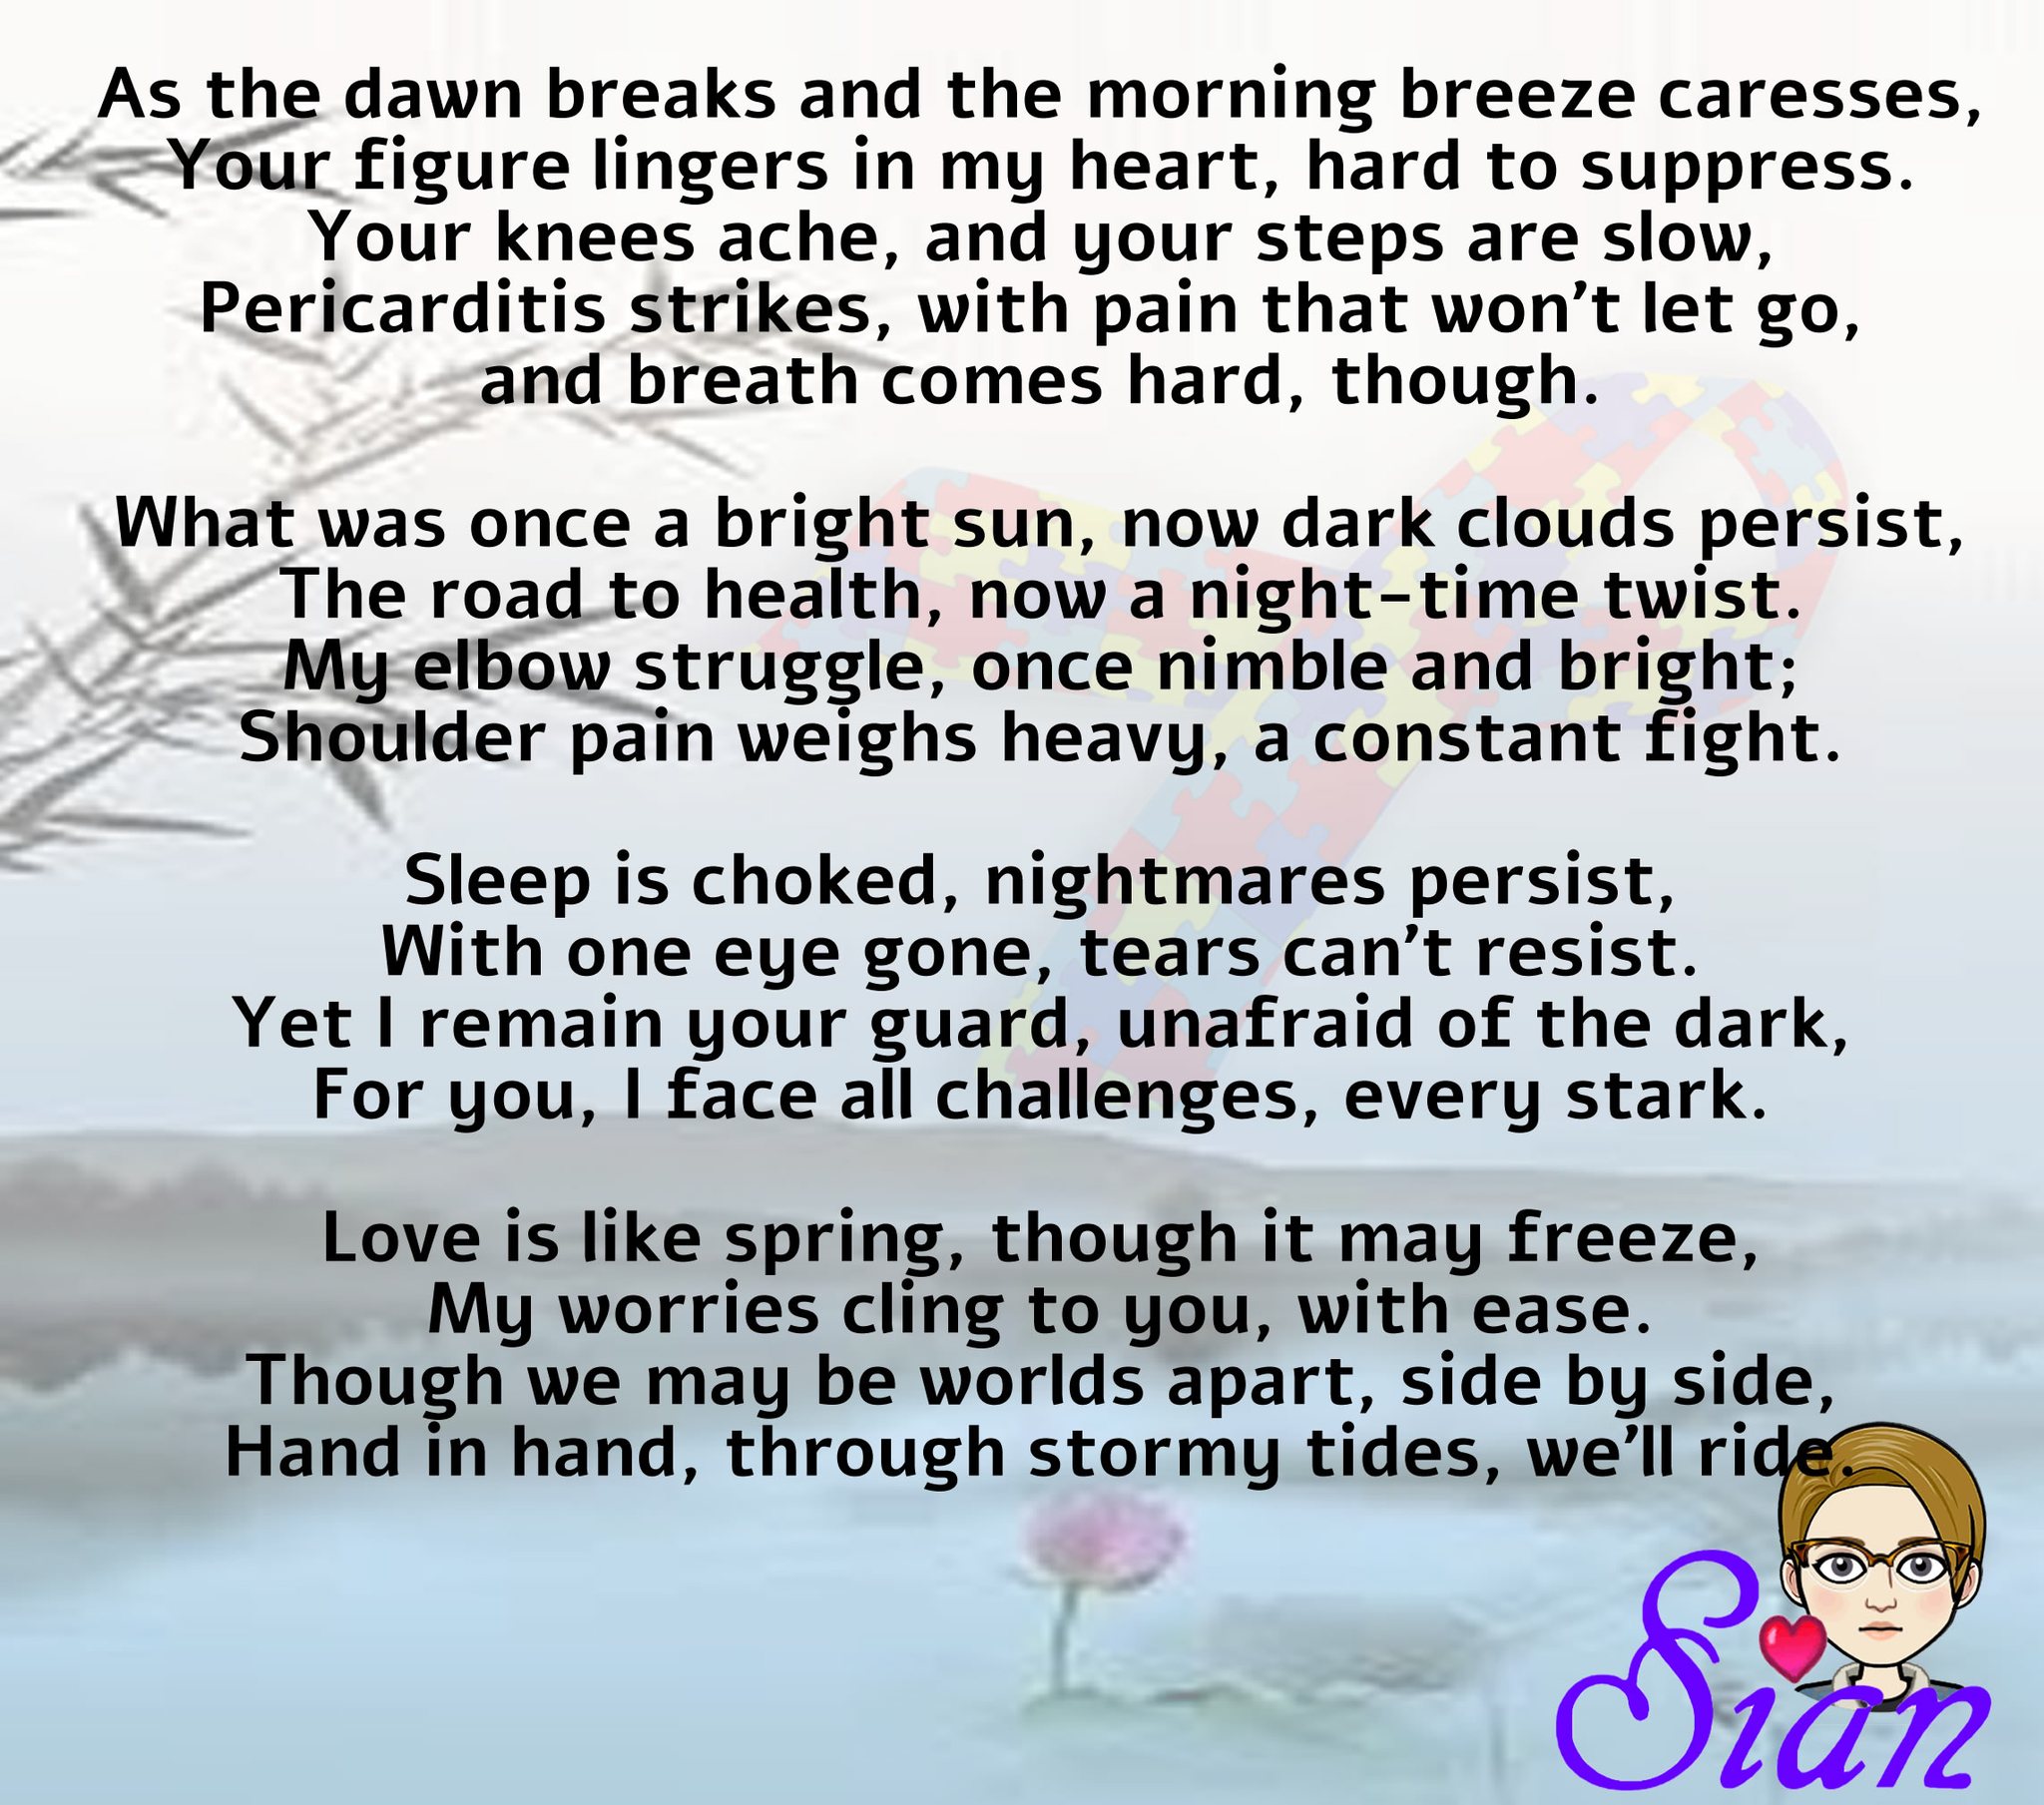 As the dawn breaks and the morning breeze caresses,
Your figure lingers in my heart, hard to suppress.
Your knees ache, and your steps are slow,
Pericarditis strikes, with pain that won't let go,
and breath comes hard, though.
What was once a bright sun, now dark clouds persist,
The road to health, now a night-time twist.
My elbow struggle, once nimble and bright;
Shoulder pain weighs heavy, a constant fight.
Sleep is choked, nightmares persist,
With one eye gone, tears can't resist.
Yet I remain your guard, unafraid of the dark,
For you, I face all challenges, every stark.
Love is like spring, though it may freeze,
My worries cling to you, with ease.
Though we may be worlds apart, side by side,
Hand in hand, through stormy tides, we'll ride.
Sian